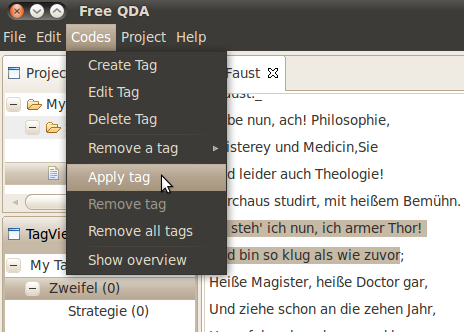 Free QDA
File Edit Codes Project Help
Create Tag
Edit Tag
Delete Tag
Remove a tag
Apply tag
Remove tag
Remove all tags
Show overview
Projec
My
TagVie
My Ta
Zweifel (0)
Strategie (0)
Faust
be nun, ach! Philosophie,
isterey und Medicin,Sie
d leider auch Theologie!
rchaus studirt, mit heißem Bemühn.
steh' ich nun, ich armer Thor!
d bin so klug als wie zuvor;
Heiße Magister, heiße Doctor gar,
Und ziehe schon an die zehen Jahr,